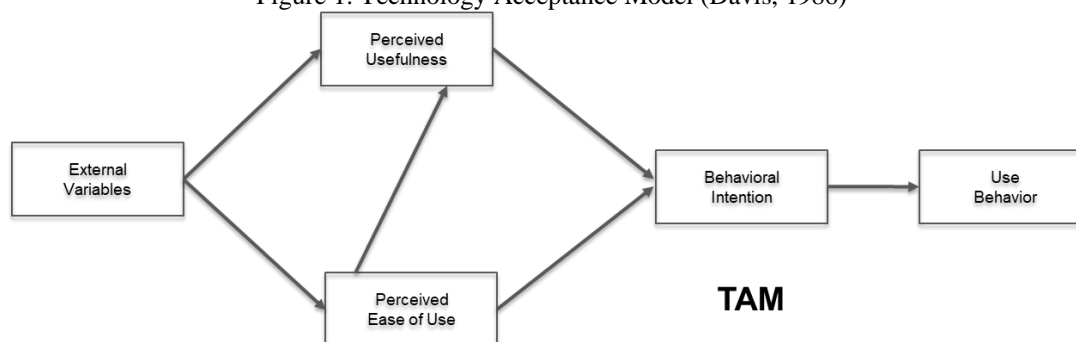 Figure 1. Technology Acceptance Model (Davis, 1986)
Perceived
Usefulness
External
Variables
Behavioral
Intention
Use
Behavior
Perceived
Ease of Use
TAM